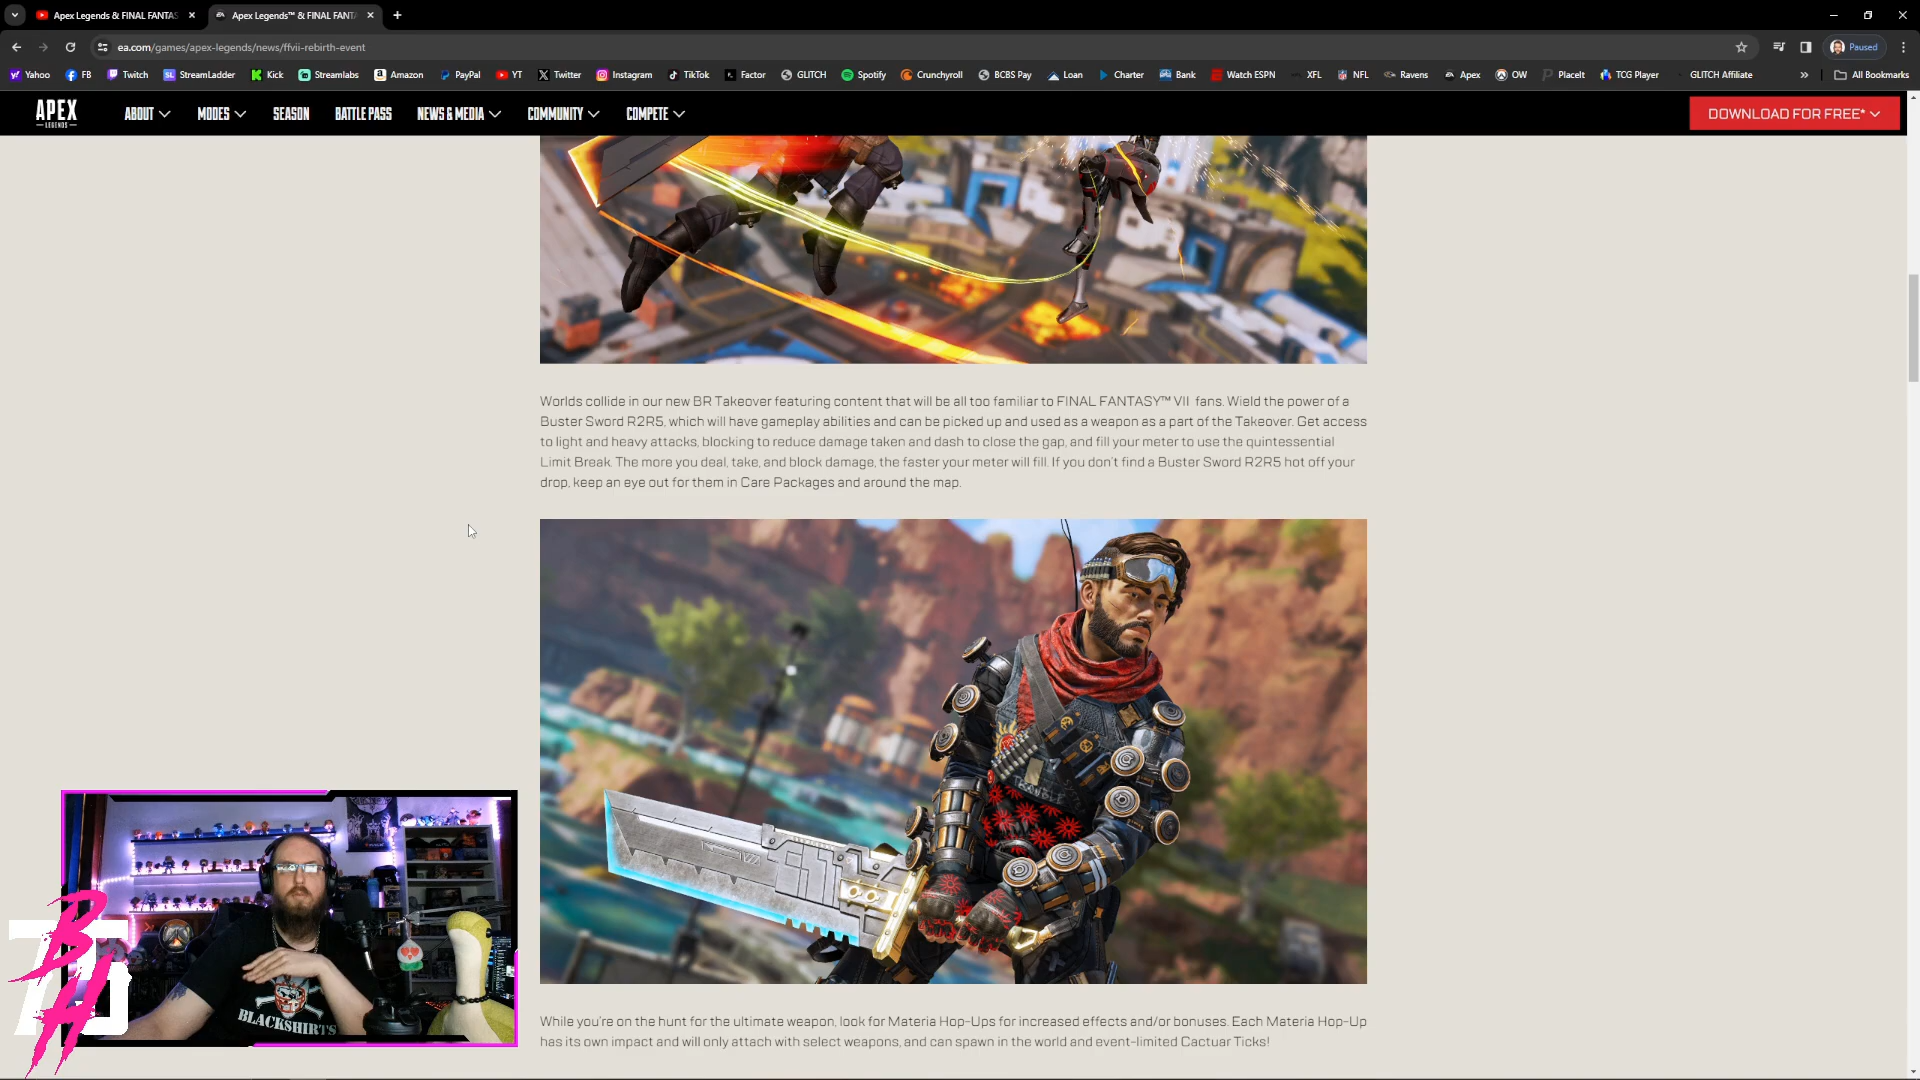 Apex Legends & FINAL FANTAS
Apex Legends™ & FINAL FANTA
ea.com/games/apex-legends/news/ffvii-rebirth-event
Paused
Yahoo FB Twitch StreamLadder Kick Streamlabs Amazon PayPal YT Twitter Instagram TikTok Factor GLITCH Spotify Crunchyroll BCBS Pay Loan Charter Bank Watch ESPN XFL NFL Ravens Apex OW PlaceIt TCG Player GLITCH Affiliate » All Bookmarks
APEX
LEGENDS
ABOUT MODES SEASON BATTLE PASS NEWS & MEDIA COMMUNITY COMPETE DOWNLOAD FOR FREE*
Worlds collide in our new BR Takeover featuring content that will be all too familiar to FINAL FANTASY™ VII fans. Wield the power of a
Buster Sword R2R5, which will have gameplay abilities and can be picked up and used as a weapon as a part of the Takeover. Get access
to light and heavy attacks, blocking to reduce damage taken and dash to close the gap, and fill your meter to use the quintessential
Limit Break. The more you deal, take, and block damage, the faster your meter will fill. If you don't find a Buster Sword R2R5 hot off your
drop, keep an eye out for them in Care Packages and around the map.
BLACKSHIRTS
BH
While you're on the hunt for the ultimate weapon, look for Materia Hop-Ups for increased effects and/or bonuses. Each Materia Hop-Up
has its own impact and will only attach with select weapons, and can spawn in the world and event-limited Cactuar Ticks!